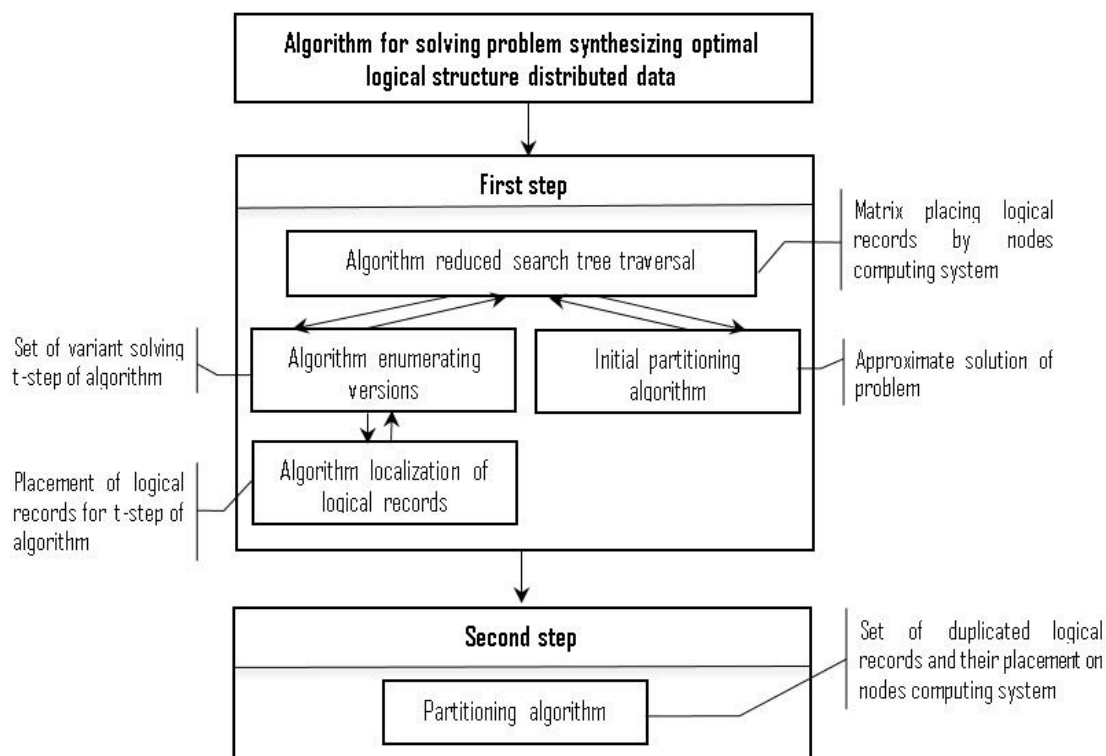 Algorithm for solving problem synthesizing optimal
logical structure distributed data
First step
Matrix placing logical
records by nodes
computing system
Algorithm reduced search tree traversal
Set of variant solving
t-step of algorithm
Algorithm enumerating
versions
Initial partitioning
algorithm
Approximate solution of
problem
Placement of logical
records for t-step of
algorithm
Algorithm localization of
logical records
Second step
Set of duplicated logical
records and their placement on
nodes computing system
Partitioning algorithm